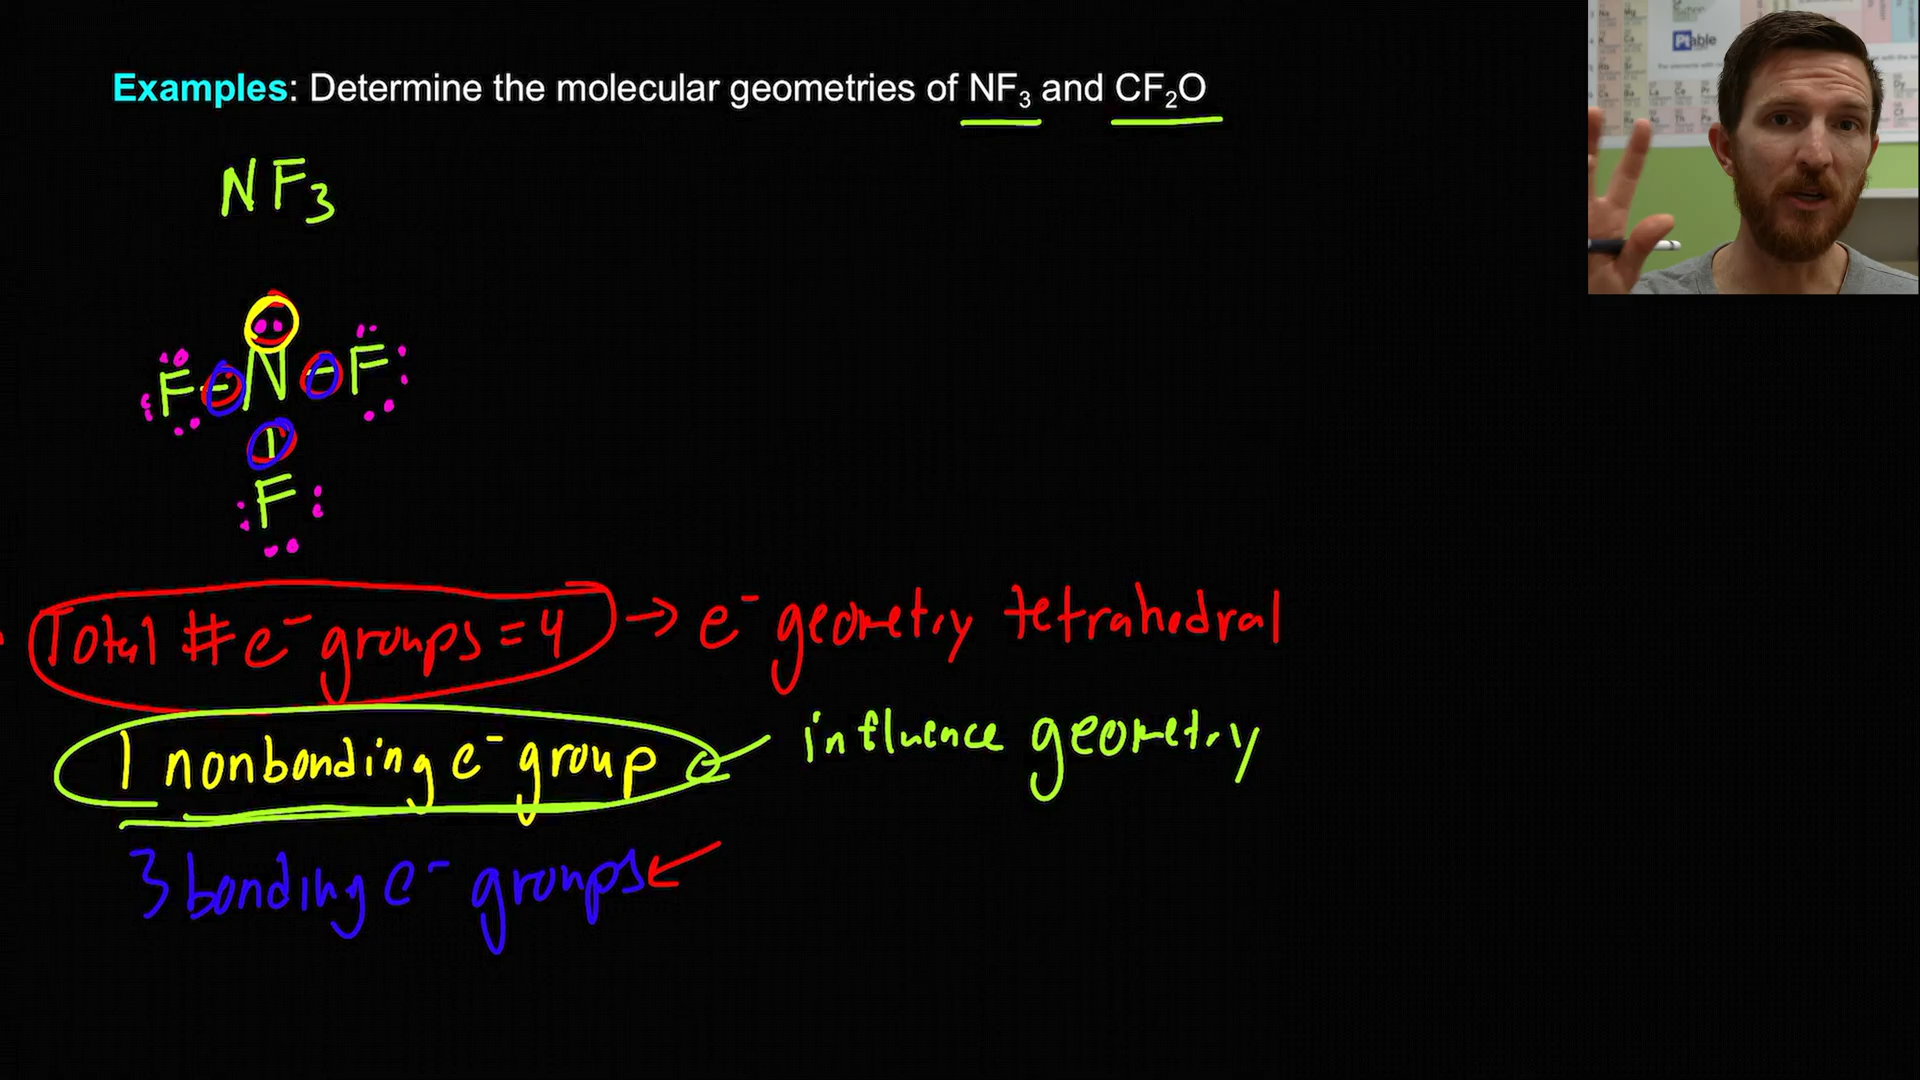 Examples: Determine the molecular geometries of NF₃ and CF₂O
NF₃
F N F
F
Total # e⁻ groups = 4 → e⁻ geometry tetrahedral
1 nonbonding e⁻ group influence geometry
3 bonding e⁻ groups
Ptable